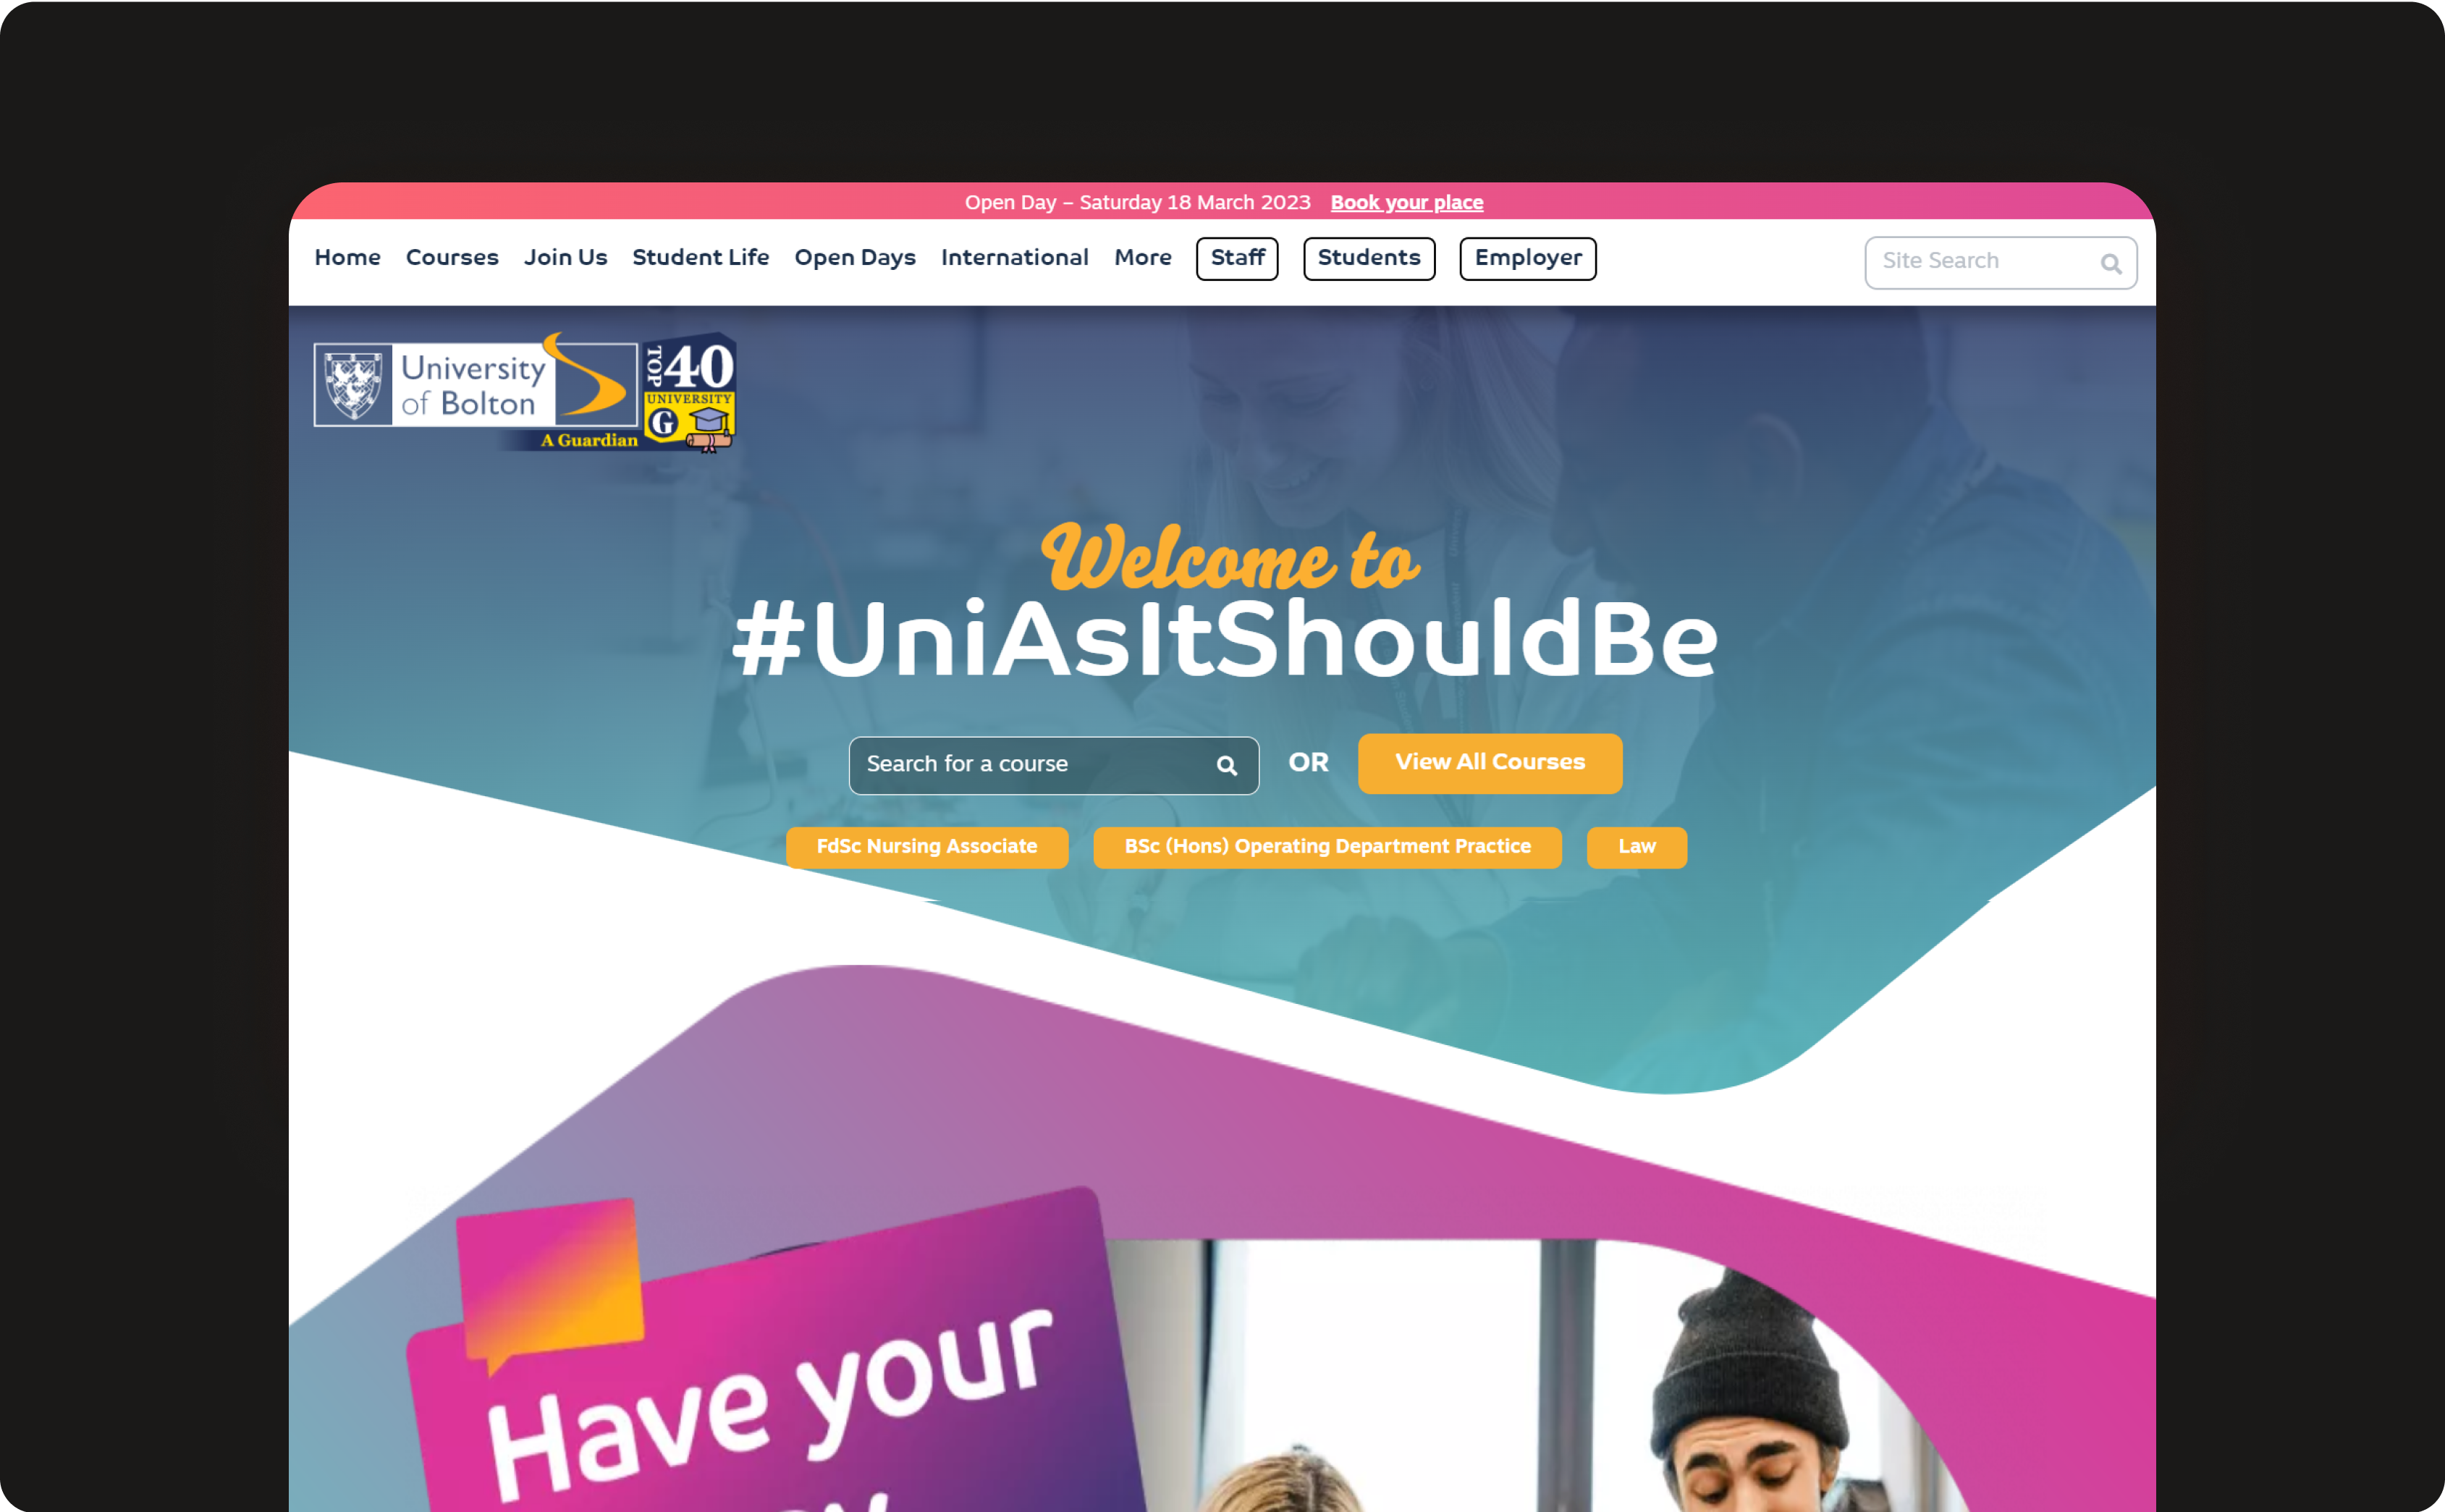 Open Day – Saturday 18 March 2023 Book your place
Home Courses Join Us Student Life Open Days International More Staff Students Employer Site Search
University
of Bolton
TOP 40
UNIVERSITY
G
A Guardian
Welcome to
#UniAsItShouldBe
Search for a course OR View All Courses
FdSc Nursing Associate BSc (Hons) Operating Department Practice Law
Have your